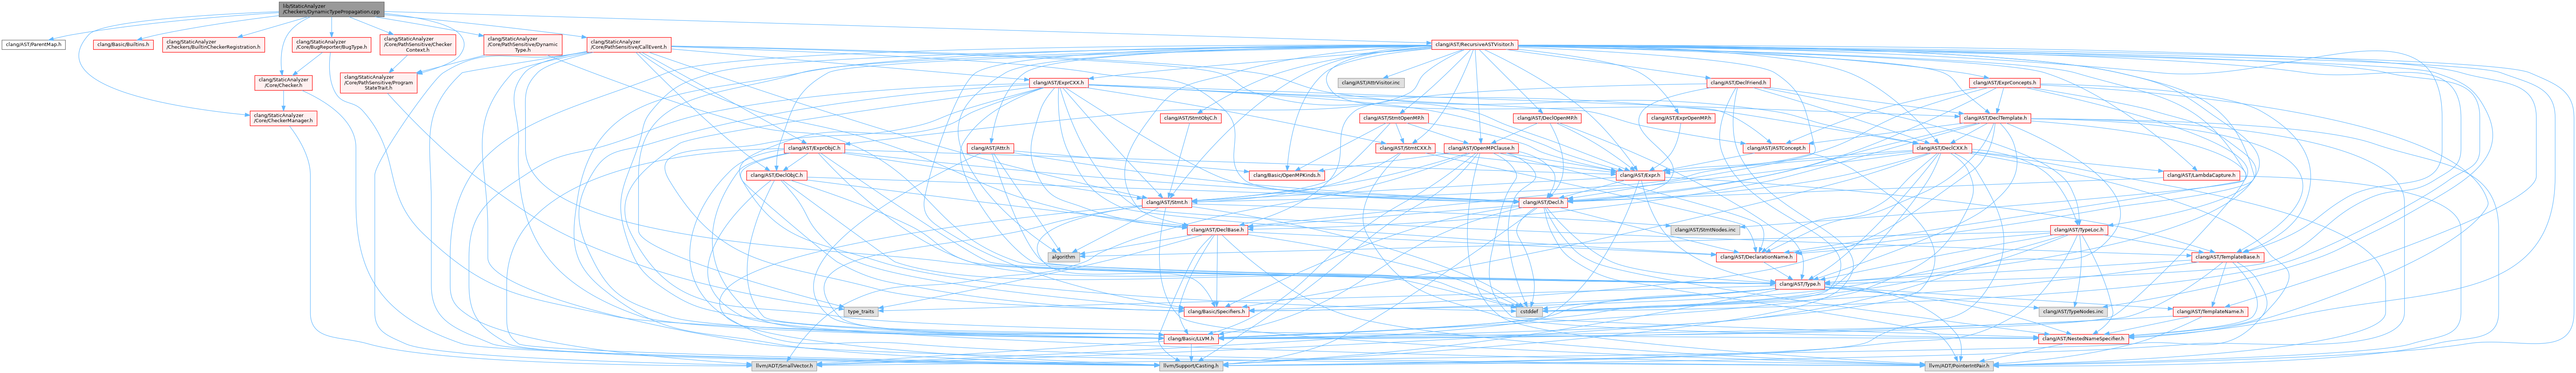 lib/StaticAnalyzer
/Checkers/DynamicTypePropagation.cpp
clang/AST/ParentMap.h
clang/Basic/Builtins.h
clang/StaticAnalyzer
/Checkers/BuiltinCheckerRegistration.h
clang/StaticAnalyzer
/Core/BugReporter/BugType.h
clang/StaticAnalyzer
/Core/PathSensitive/Checker
Context.h
clang/StaticAnalyzer
/Core/PathSensitive/Dynamic
Type.h
clang/StaticAnalyzer
/Core/PathSensitive/CallEvent.h
clang/AST/RecursiveASTVisitor.h
clang/StaticAnalyzer
/Core/Checker.h
clang/StaticAnalyzer
/Core/PathSensitive/Program
StateTrait.h
clang/AST/ExprCXX.h
clang/AST/AttrVisitor.inc
clang/AST/DeclFriend.h
clang/AST/ExprConcepts.h
clang/StaticAnalyzer
/Core/CheckerManager.h
clang/AST/StmtObjC.h
clang/AST/StmtOpenMP.h
clang/AST/DeclOpenMP.h
clang/AST/ExprOpenMP.h
clang/AST/DeclTemplate.h
clang/AST/ExprObjC.h
clang/AST/Attr.h
clang/AST/StmtCXX.h
clang/AST/OpenMPClause.h
clang/AST/ASTConcept.h
clang/AST/DeclCXX.h
clang/AST/DeclObjC.h
clang/Basic/OpenMPKinds.h
clang/AST/Expr.h
clang/AST/LambdaCapture.h
clang/AST/Stmt.h
clang/AST/Decl.h
clang/AST/DeclBase.h
clang/AST/StmtNodes.inc
clang/AST/TypeLoc.h
algorithm
clang/AST/DeclarationName.h
clang/AST/TemplateBase.h
clang/AST/Type.h
type_traits
clang/Basic/Specifiers.h
cstddef
clang/AST/TypeNodes.inc
clang/AST/TemplateName.h
clang/Basic/LLVM.h
clang/AST/NestedNameSpecifier.h
llvm/ADT/SmallVector.h
llvm/Support/Casting.h
llvm/ADT/PointerIntPair.h